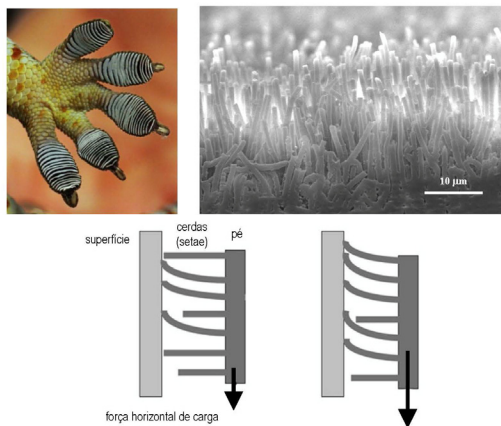 10 µm
superfície
cerdas
(setae)
pé
força horizontal de carga